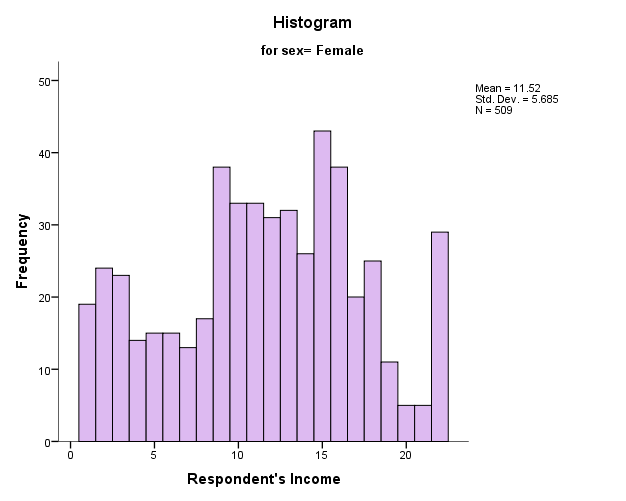 Histogram
for sex= Female
Mean = 11.52
Std. Dev. = 5.685
N = 509
Frequency
50
40
30
20
10
0
0 5 10 15 20
Respondent's Income